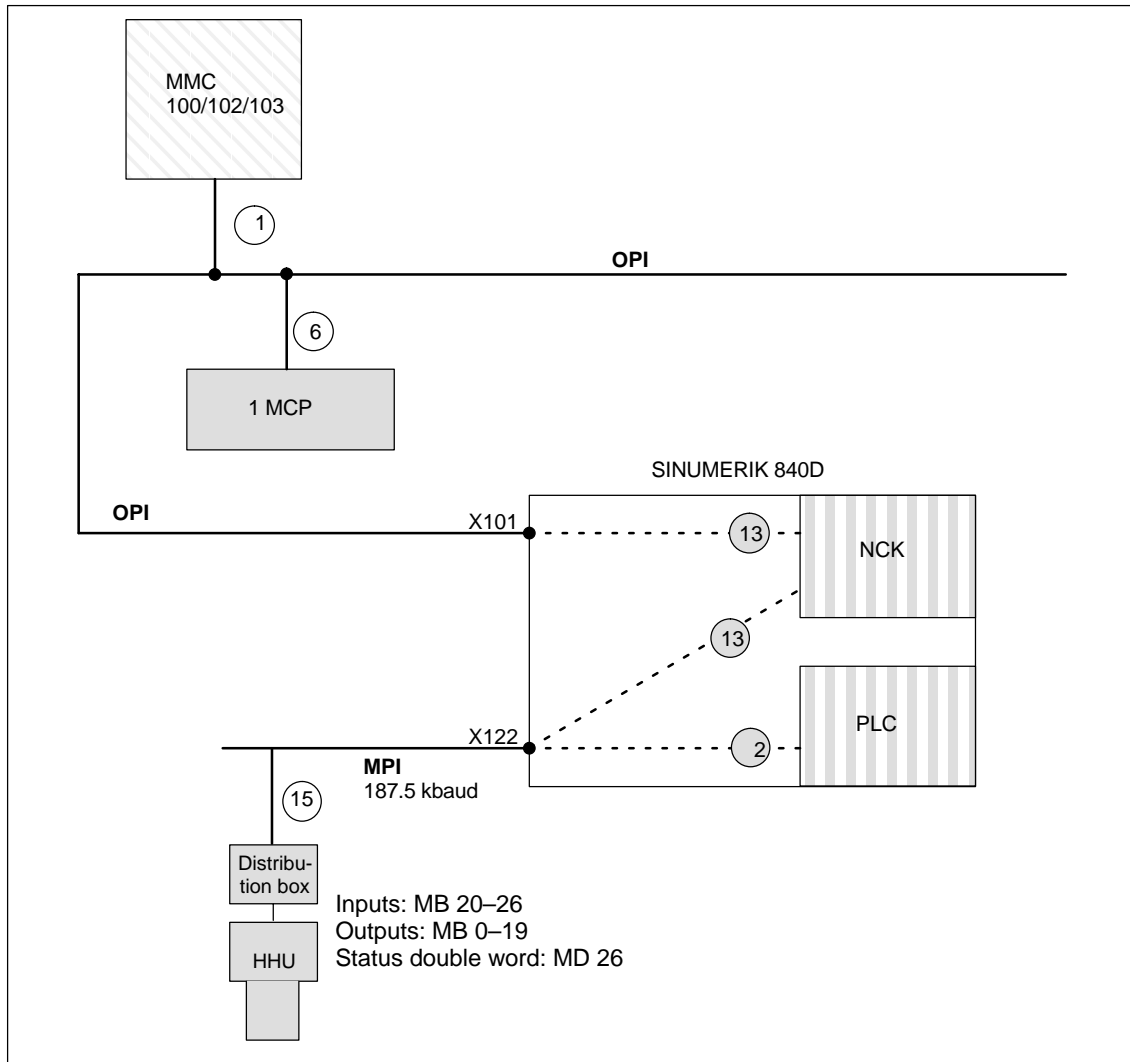 MMC
100/102/103
1
OPI
6
1 MCP
SINUMERIK 840D
OPI
X101
13
NCK
13
X122
2
PLC
MPI
187.5 kbaud
15
Distribu-
tion box
Inputs: MB 20–26
Outputs: MB 0–19
Status double word: MD 26
HHU